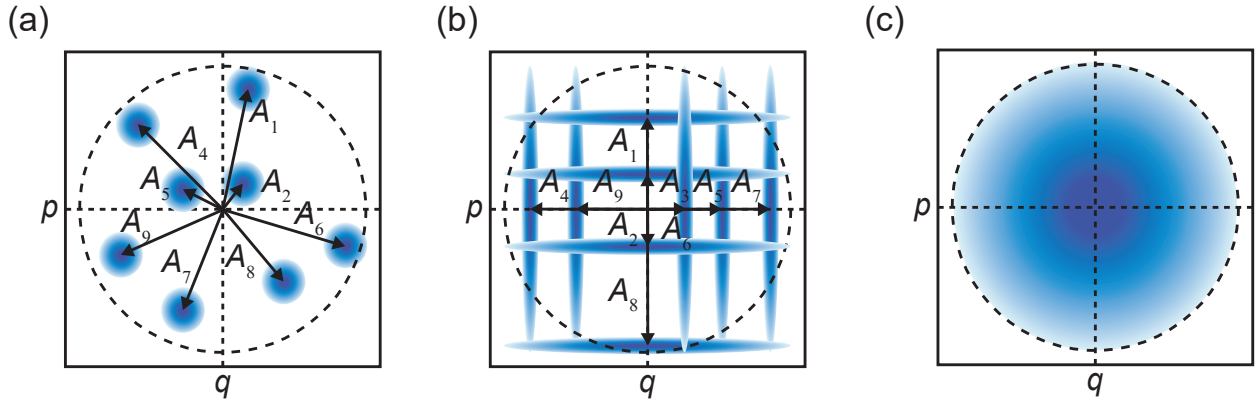 (a)
A₁
A₄
A₅
A₂
p
A₉
A₆
A₇
A₈
q
(b)
A₁
A₄ A₉ A₃ A₅ A₇
p
A₂ A₆
A₈
q
(c)
p
q